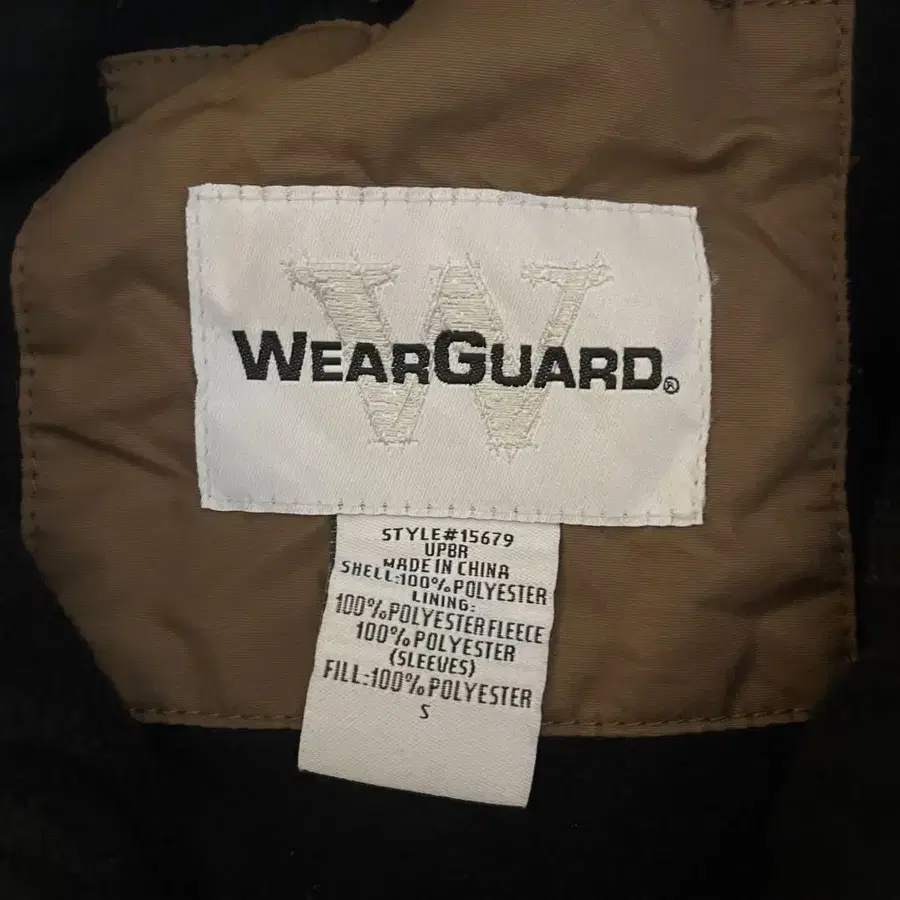 W
WEARGUARD®
STYLE#15679
UPBR
MADE IN CHINA
SHELL:100%POLYESTER
LINING:
100%POLYESTER FLEECE
100%POLYESTER
(SLEEVES)
FILL:100%POLYESTER
S